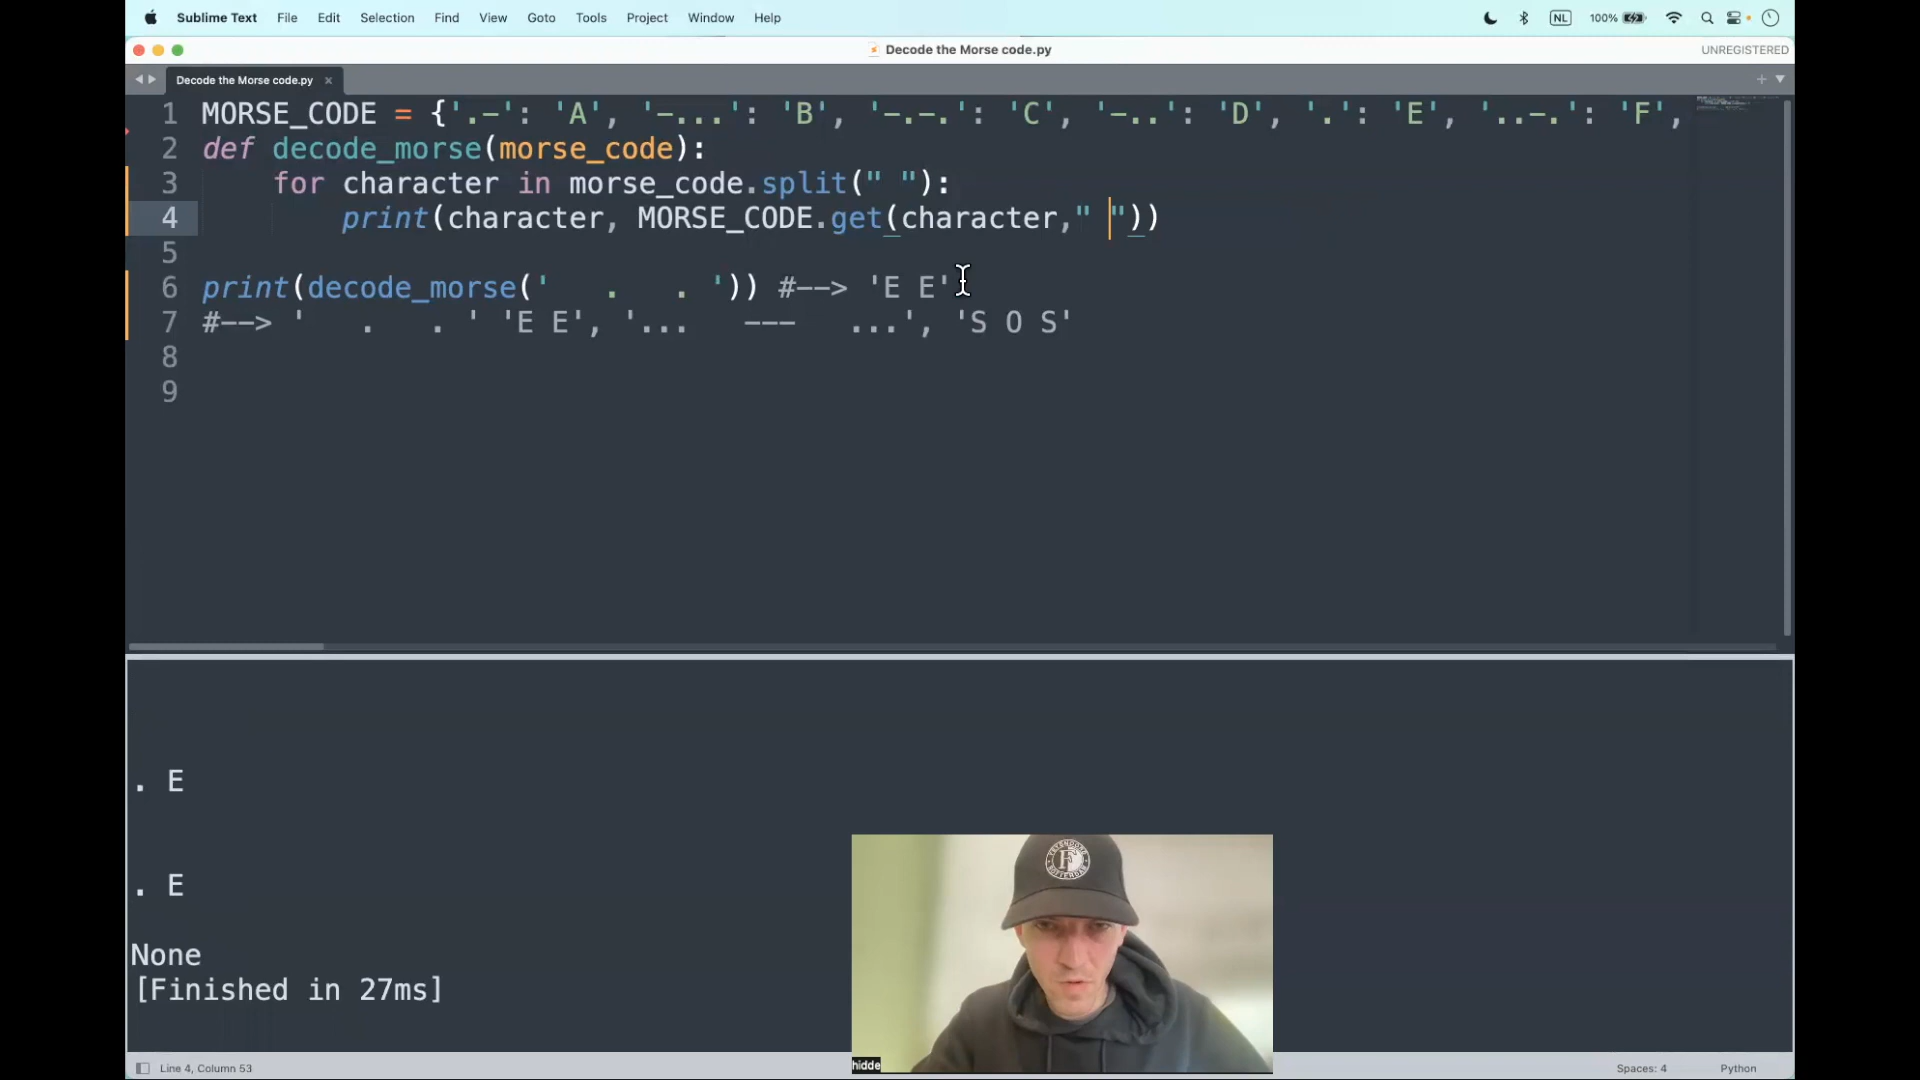 Sublime Text File Edit Selection Find View Goto Tools Project Window Help NL 100%
Decode the Morse code.py UNREGISTERED
Decode the Morse code.py ×
1 MORSE_CODE = {'.-': 'A', '-...': 'B', '-.-.': 'C', '-..': 'D', '.': 'E', '..-.': 'F',
2 def decode_morse(morse_code):
3 for character in morse_code.split(" "):
4 print(character, MORSE_CODE.get(character," "))
5
6 print(decode_morse('   .   . ')) #--> 'E E'
7 #--> '   .   . ' 'E E', '...   ---   ...', 'S O S'
8
9
. E
. E
None
[Finished in 27ms]
F
hidde
Line 4, Column 53 Spaces: 4 Python